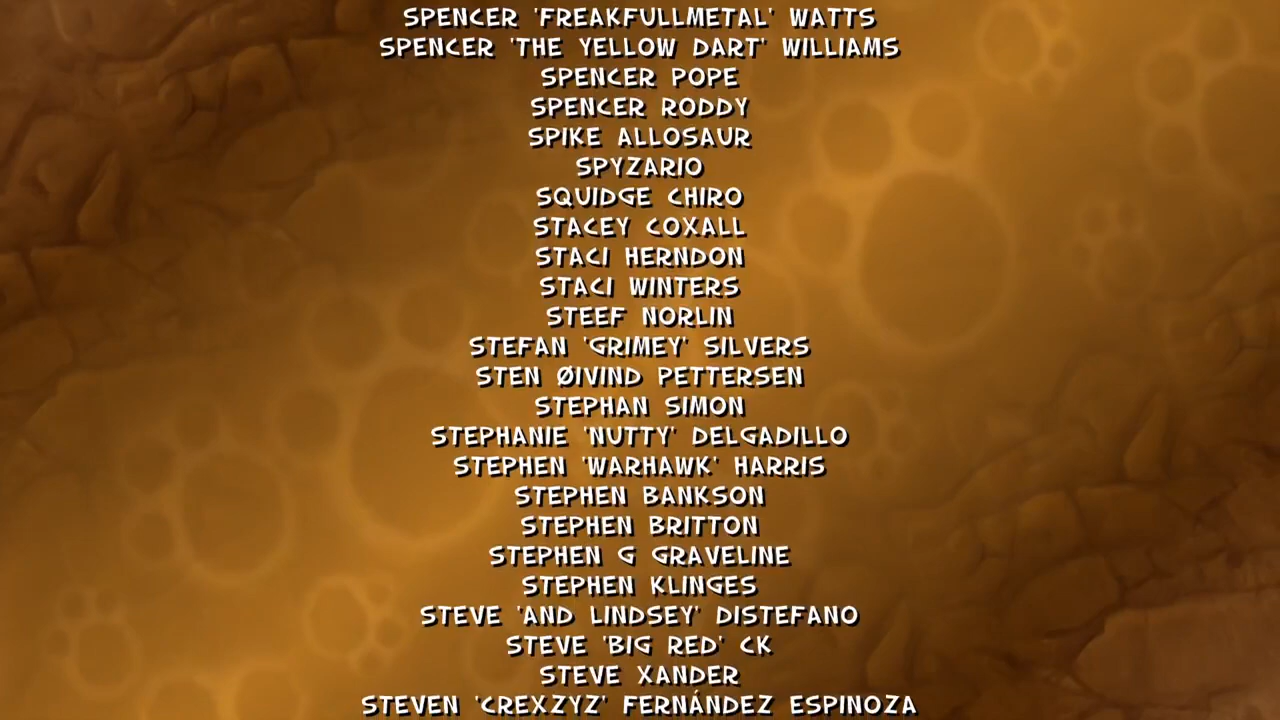 SPENCER 'FREAKFULLMETAL' WATTS
SPENCER 'THE YELLOW DART' WILLIAMS
SPENCER POPE
SPENCER RODDY
SPIKE ALLOSAUR
SPYZARIO
SQUIDGE CHIRO
STACEY COXALL
STACI HERNDON
STACI WINTERS
STEEF NORLIN
STEFAN 'GRIMEY' SILVERS
STEN ØIVIND PETTERSEN
STEPHAN SIMON
STEPHANIE 'NUTTY' DELGADILLO
STEPHEN 'WARHAWK' HARRIS
STEPHEN BANKSON
STEPHEN BRITTON
STEPHEN G GRAVELINE
STEPHEN KLINGES
STEVE 'AND LINDSEY' DISTEFANO
STEVE 'BIG RED' CK
STEVE XANDER
STEVEN 'CREXZYZ' FERNÁNDEZ ESPINOZA